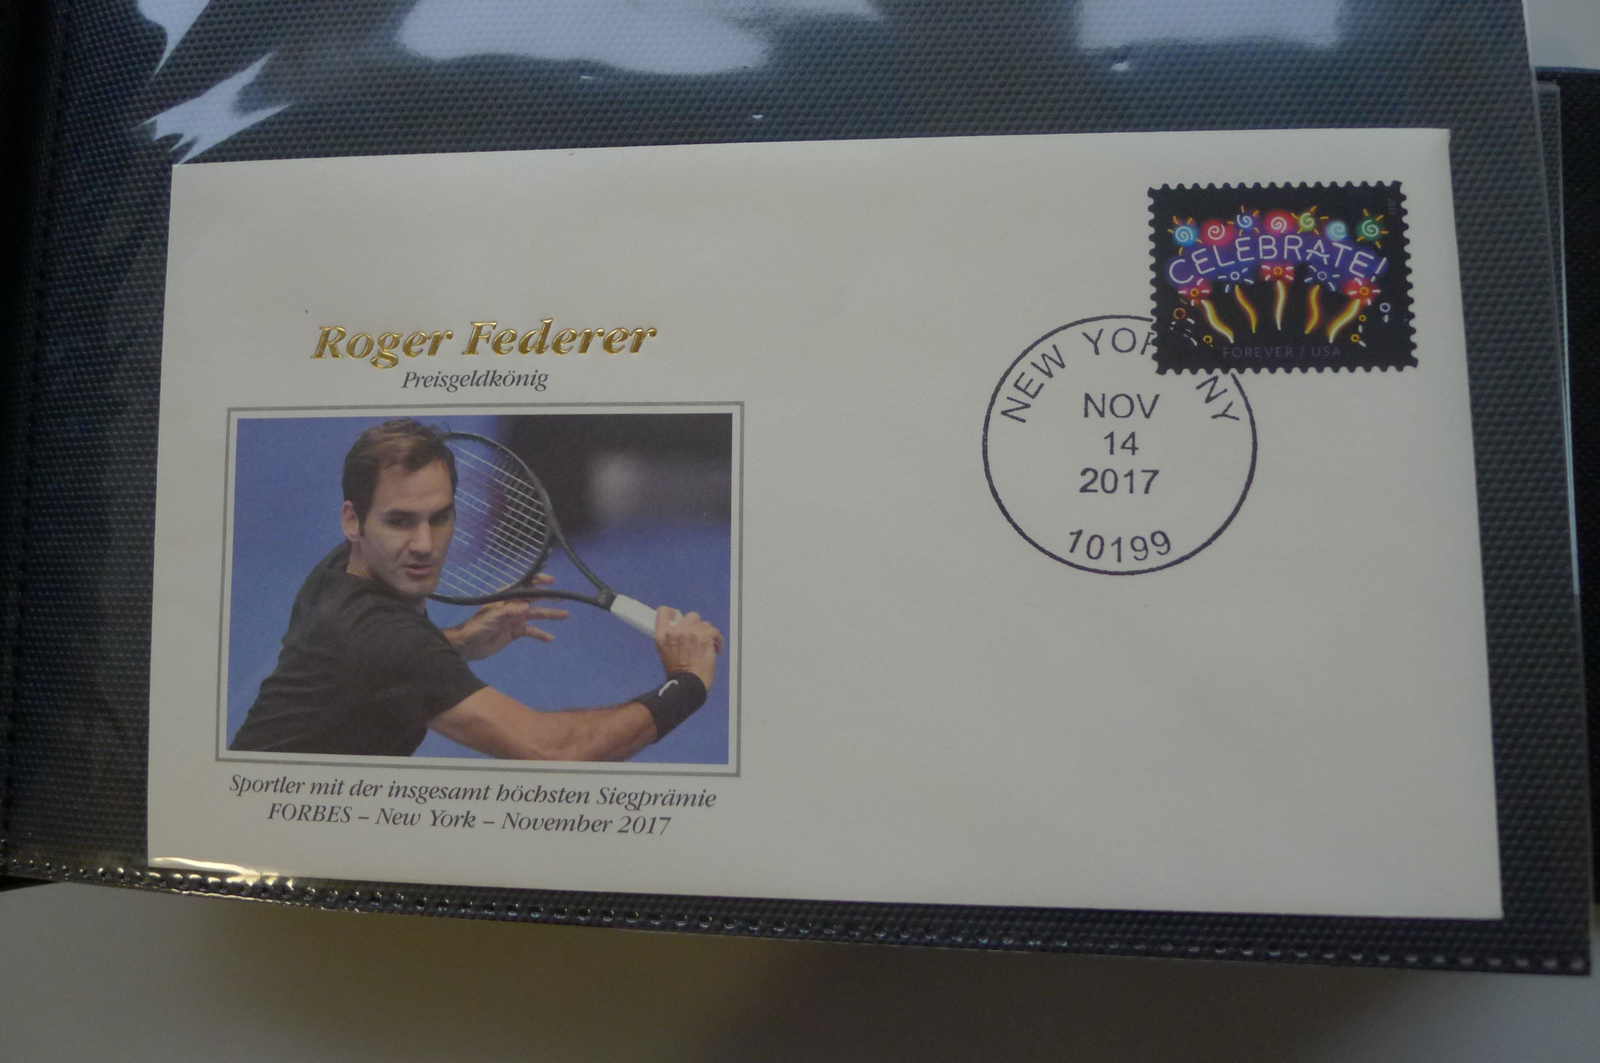 Roger Federer
Preisgeldkönig
Sportler mit der insgesamt höchsten Siegprämie
FORBES – New York – November 2017
CELEBRATE!
FOREVER / USA
NEW YOR NY
NOV
14
2017
10199